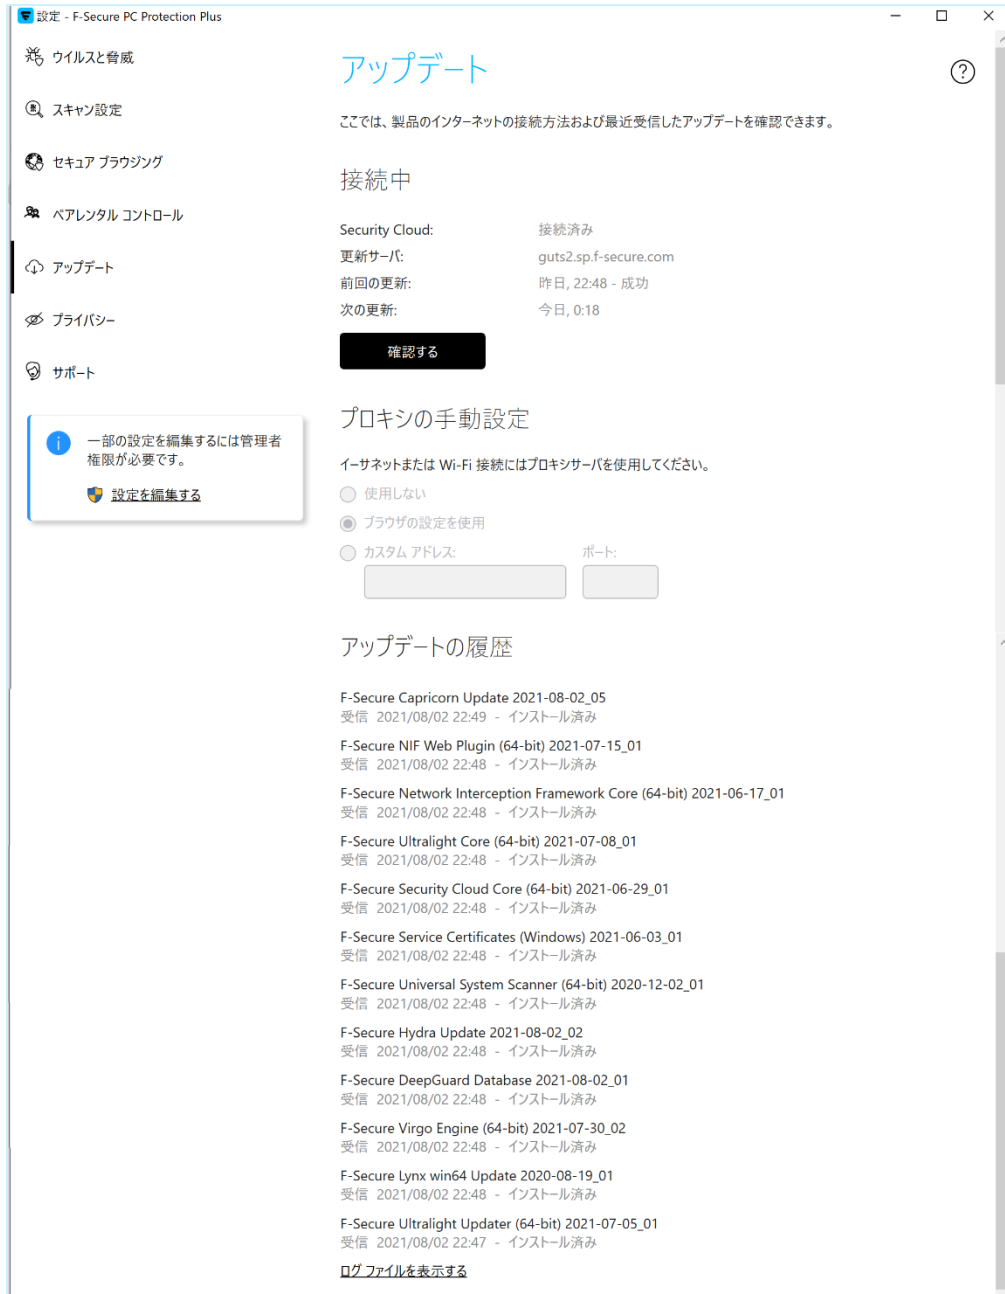 設定 - F-Secure PC Protection Plus
ウイルスと脅威
スキャン設定
セキュア ブラウジング
ペアレンタル コントロール
アップデート
プライバシー
サポート
一部の設定を編集するには管理者
権限が必要です。
設定を編集する
アップデート
ここでは、製品のインターネットの接続方法および最近受信したアップデートを確認できます。
接続中
Security Cloud: 接続済み
更新サーバ: guts2.sp.f-secure.com
前回の更新: 昨日, 22:48 - 成功
次の更新: 今日, 0:18
確認する
プロキシの手動設定
イーサネットまたは Wi-Fi 接続にはプロキシサーバを使用してください。
使用しない
ブラウザの設定を使用
カスタム アドレス: ポート:
アップデートの履歴
F-Secure Capricorn Update 2021-08-02_05
受信 2021/08/02 22:49 - インストール済み
F-Secure NIF Web Plugin (64-bit) 2021-07-15_01
受信 2021/08/02 22:48 - インストール済み
F-Secure Network Interception Framework Core (64-bit) 2021-06-17_01
受信 2021/08/02 22:48 - インストール済み
F-Secure Ultralight Core (64-bit) 2021-07-08_01
受信 2021/08/02 22:48 - インストール済み
F-Secure Security Cloud Core (64-bit) 2021-06-29_01
受信 2021/08/02 22:48 - インストール済み
F-Secure Service Certificates (Windows) 2021-06-03_01
受信 2021/08/02 22:48 - インストール済み
F-Secure Universal System Scanner (64-bit) 2020-12-02_01
受信 2021/08/02 22:48 - インストール済み
F-Secure Hydra Update 2021-08-02_02
受信 2021/08/02 22:48 - インストール済み
F-Secure DeepGuard Database 2021-08-02_01
受信 2021/08/02 22:48 - インストール済み
F-Secure Virgo Engine (64-bit) 2021-07-30_02
受信 2021/08/02 22:48 - インストール済み
F-Secure Lynx win64 Update 2020-08-19_01
受信 2021/08/02 22:48 - インストール済み
F-Secure Ultralight Updater (64-bit) 2021-07-05_01
受信 2021/08/02 22:47 - インストール済み
ログ ファイルを表示する